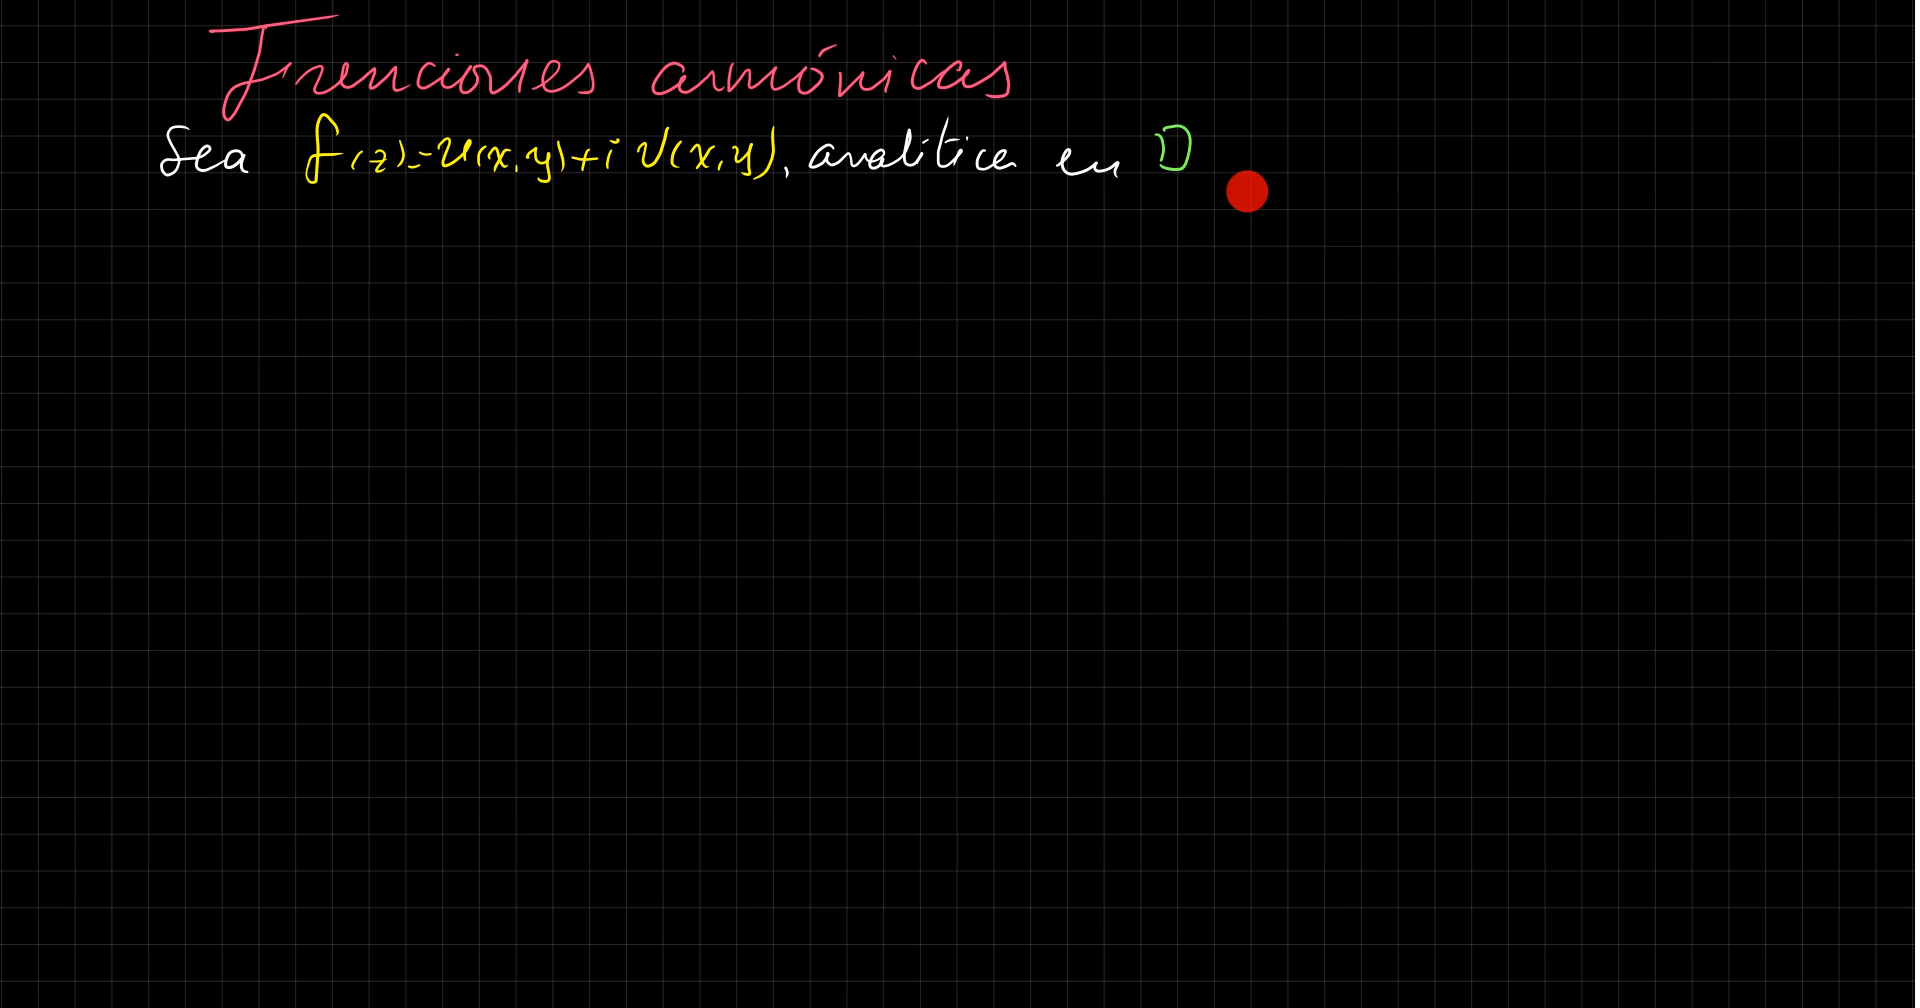 Funciones armónicas
Sea f(z)=u(x,y)+i v(x,y), analítica en D